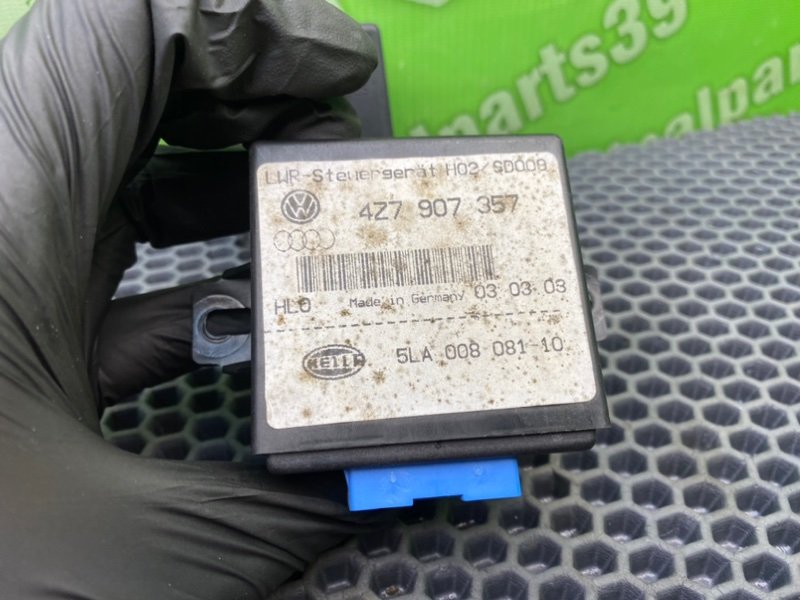 parts39
LWR-Steuergerät H02/SD008
4Z7 907 357
HLO Made in Germany 03.03.03
HELLA 5LA 008 081-10